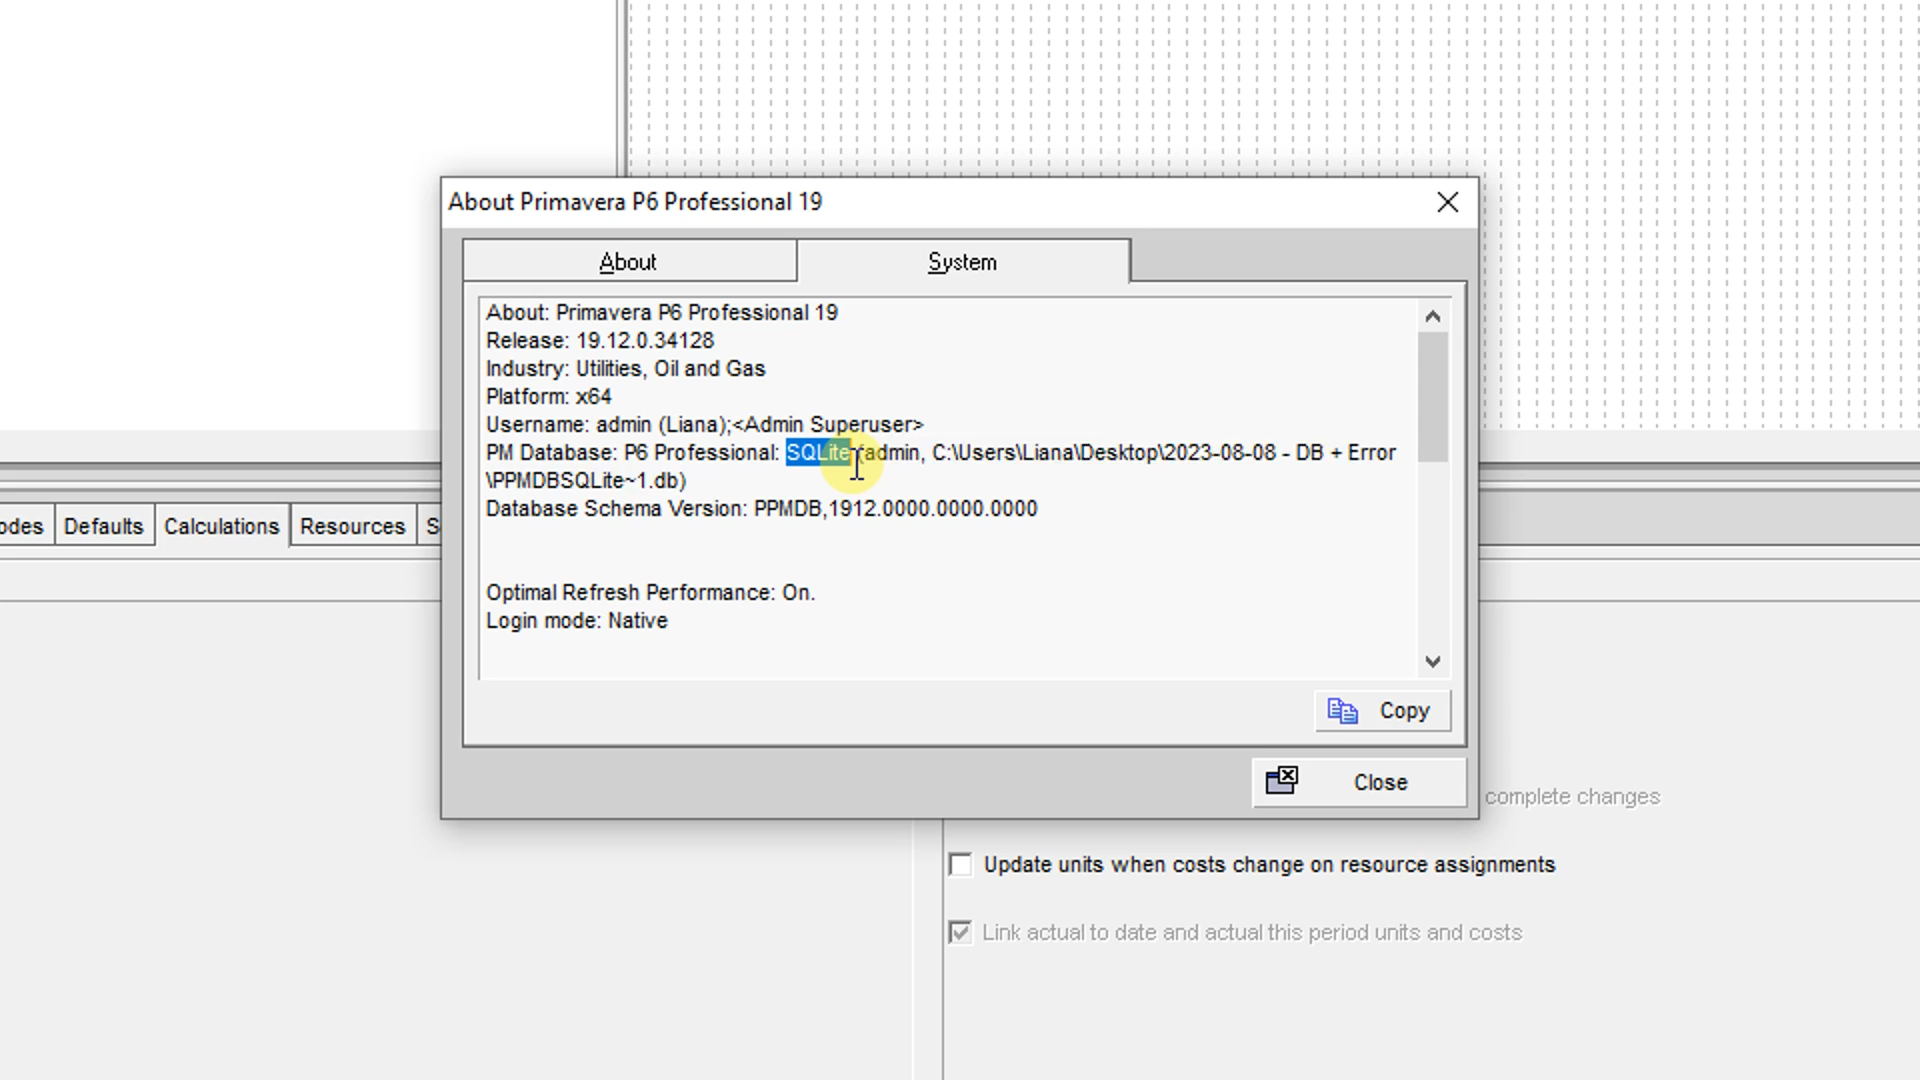 About Primavera P6 Professional 19
About
System
About: Primavera P6 Professional 19
Release: 19.12.0.34128
Industry: Utilities, Oil and Gas
Platform: x64
Username: admin (Liana);<Admin Superuser>
PM Database: P6 Professional: SQLite (admin, C:\Users\Liana\Desktop\2023-08-08 - DB + Error
\PPMDBSQLite~1.db)
Database Schema Version: PPMDB,1912.0000.0000.0000
Optimal Refresh Performance: On.
Login mode: Native
Copy
Close
odes
Defaults
Calculations
Resources
S
complete changes
Update units when costs change on resource assignments
Link actual to date and actual this period units and costs